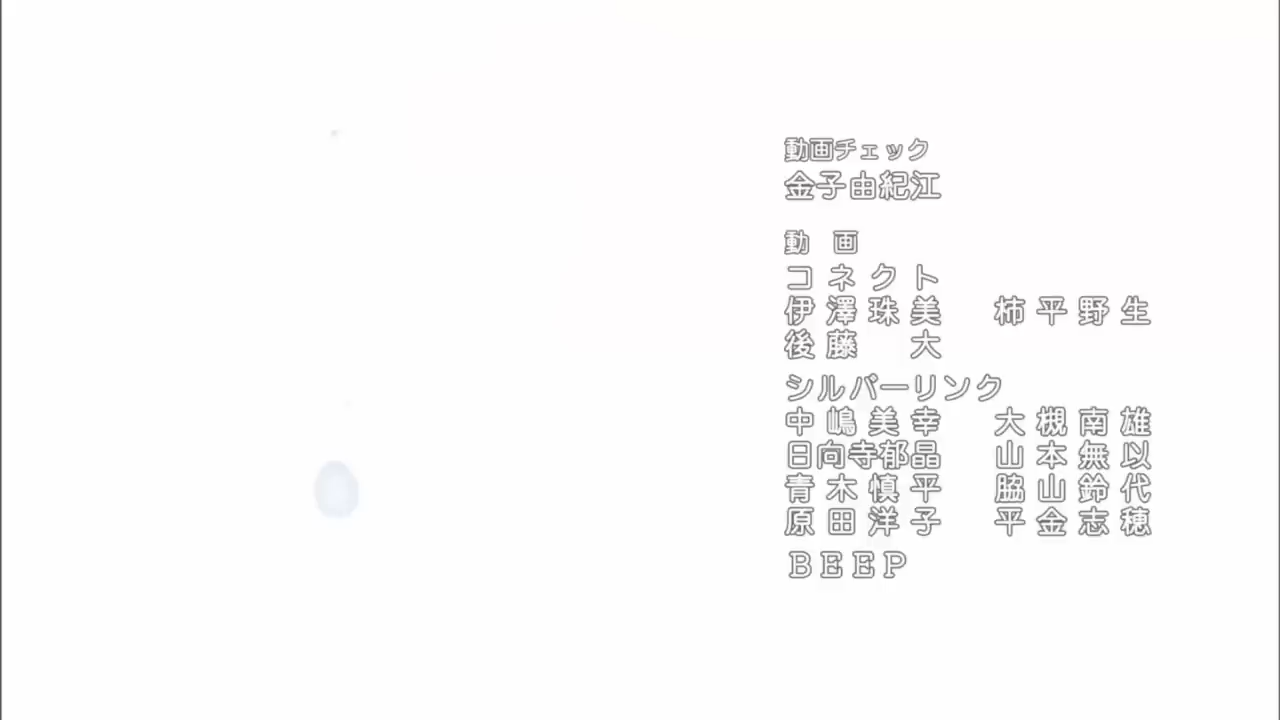 動画チェック
金子由紀江
動 画
コネクト
伊澤珠美 柿平野生
後藤 大
シルバーリンク
中嶋美幸 大槻南雄
日向寺郁晶 山本無以
青木慎平 脇山鈴代
原田洋子 平金志穂
BEEP